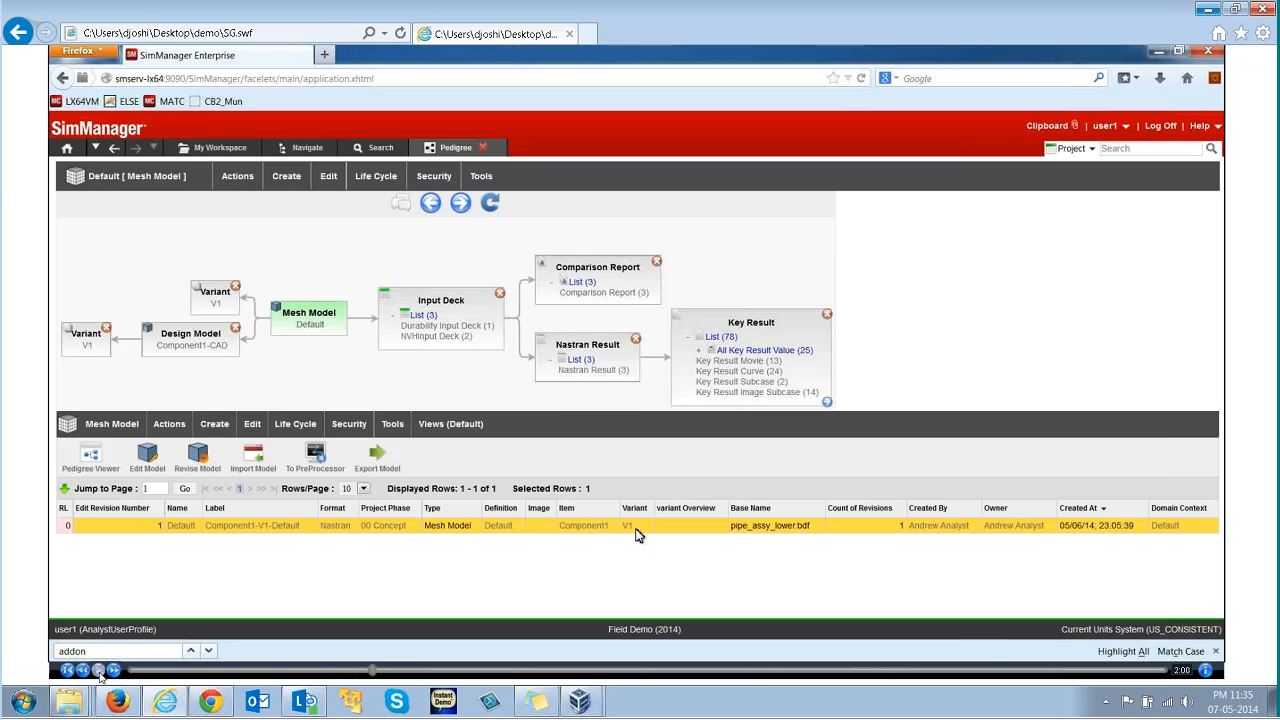 C:\Users\djoshi\Desktop\demo\SG.swf
C:\Users\djoshi\Desktop\d...
Firefox
SimManager Enterprise
smserv-lx64:9090/SimManager/facelets/main/application.xhtml
Google
LX64VM ELSE MATC CB2_Mun
SimManager
Clipboard user1 Log Off Help
My Workspace Navigate Search Pedigree
Project Search
Default [ Mesh Model ] Actions Create Edit Life Cycle Security Tools
Comparison Report
List (3)
Comparison Report (3)
Variant
V1
Input Deck
List (3)
Durability Input Deck (1)
NVHInput Deck (2)
Mesh Model
Default
Variant
V1
Design Model
Component1-CAD
Nastran Result
List (3)
Nastran Result (3)
Key Result
List (78)
All Key Result Value (25)
Key Result Movie (13)
Key Result Curve (24)
Key Result Subcase (2)
Key Result Image Subcase (14)
Mesh Model Actions Create Edit Life Cycle Security Tools Views (Default)
Pedigree Viewer Edit Model Revise Model Import Model To PreProcessor Export Model
Jump to Page : 1 Go |< << < 1 > >> >| Rows/Page : 10 Displayed Rows: 1 - 1 of 1 Selected Rows : 1
RL Edit Revision Number Name Label Format Project Phase Type Definition Image Item Variant variant Overview Base Name Count of Revisions Created By Owner Created At Domain Context
0 1 Default Component1-V1-Default Nastran 00 Concept Mesh Model Default Component1 V1 pipe_assy_lower.bdf 1 Andrew Analyst Andrew Analyst 05/06/14; 23.05:39 Default
user1 (AnalystUserProfile) Field Demo (2014) Current Units System (US_CONSISTENT)
addon Highlight All Match Case
2:00
Instant Demo
PM 11:35
07-05-2014